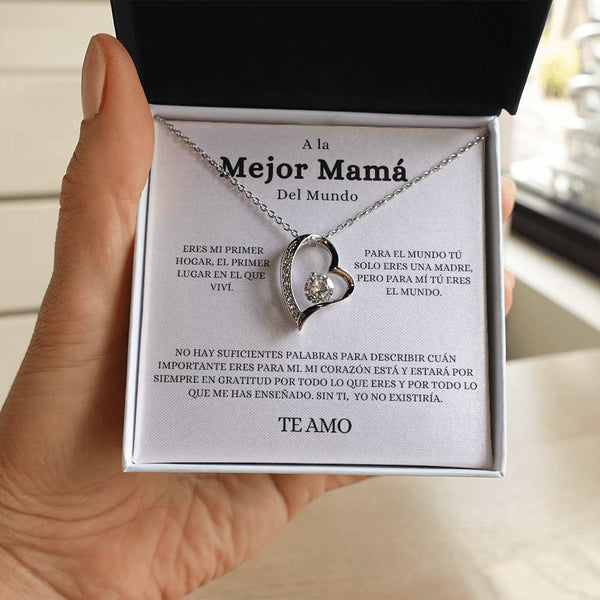 A la
Mejor Mamá
Del Mundo
ERES MI PRIMER
HOGAR, EL PRIMER
LUGAR EN EL QUE
VIVÍ.
PARA EL MUNDO TÚ
SOLO ERES UNA MADRE,
PERO PARA MÍ TÚ ERES
EL MUNDO.
NO HAY SUFICIENTES PALABRAS PARA DESCRIBIR CUÁN
IMPORTANTE ERES PARA MI. MI CORAZÓN ESTÁ Y ESTARÁ POR
SIEMPRE EN GRATITUD POR TODO LO QUE ERES Y POR TODO LO
QUE ME HAS ENSEÑADO. SIN TI, YO NO EXISTIRÍA.
TE AMO